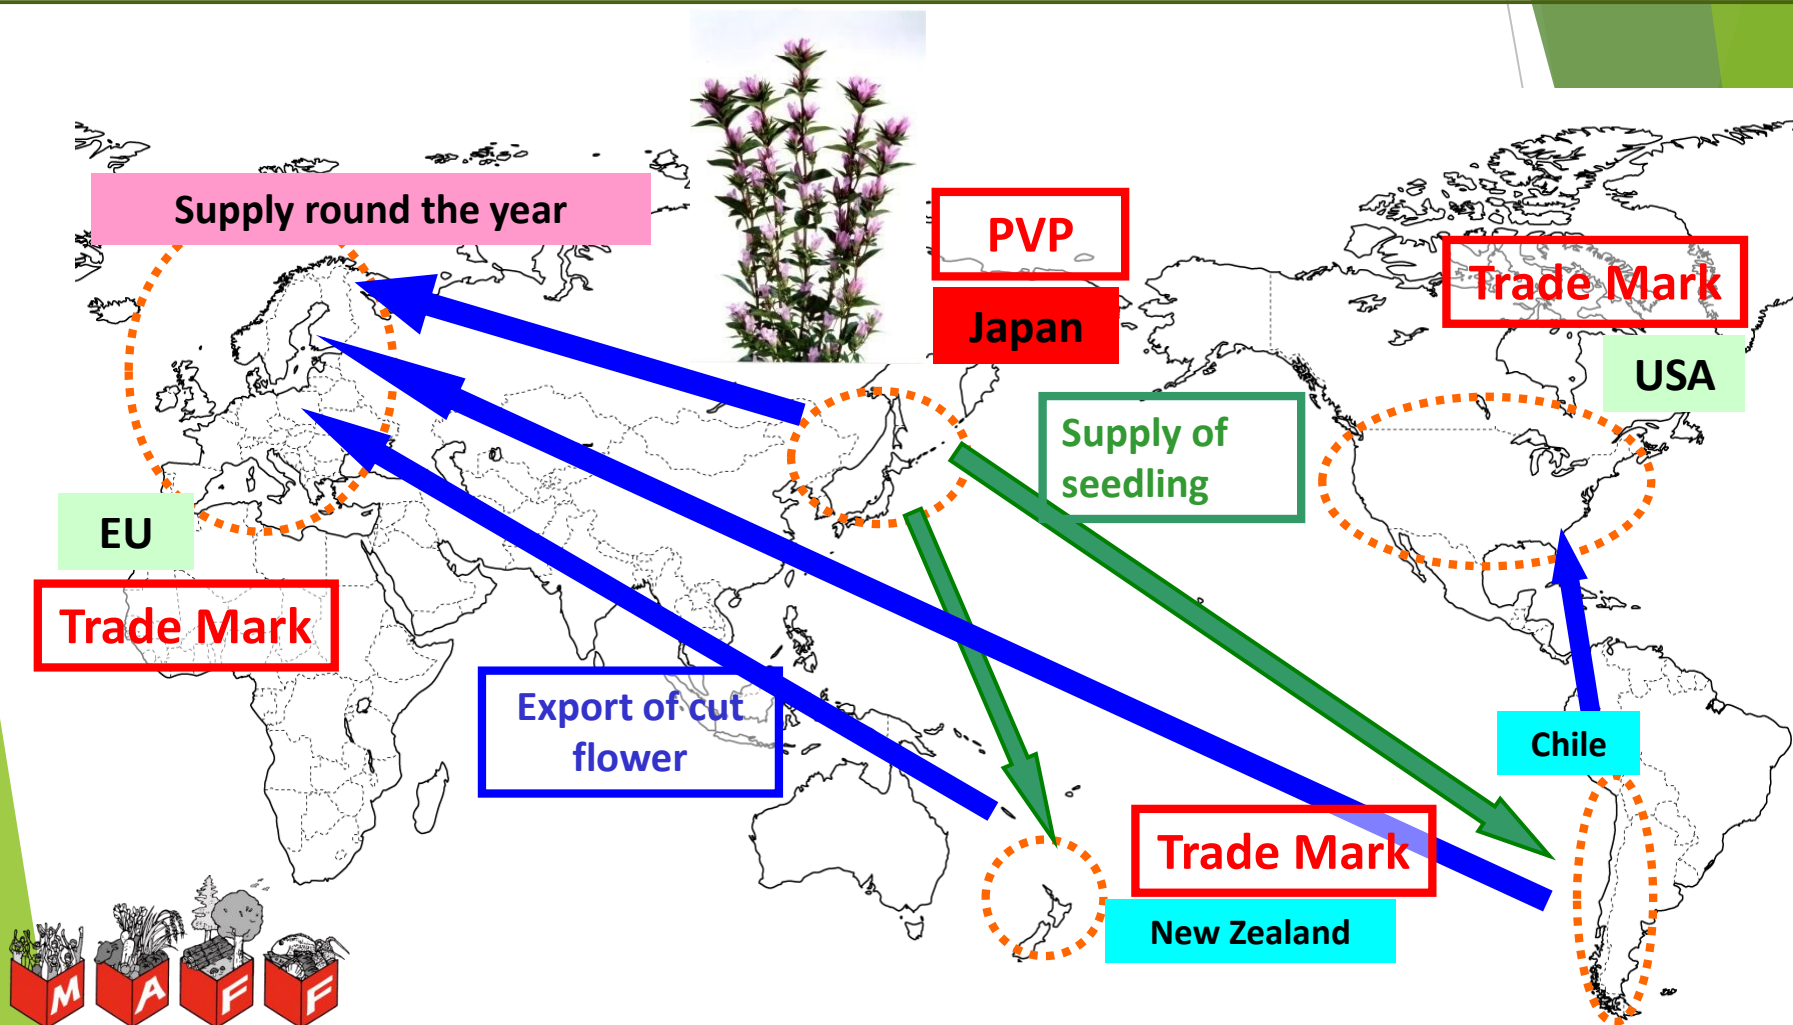 Supply round the year
PVP
Japan
Trade Mark
USA
Supply of
seedling
EU
Trade Mark
Export of cut
flower
Chile
Trade Mark
New Zealand
MAFF